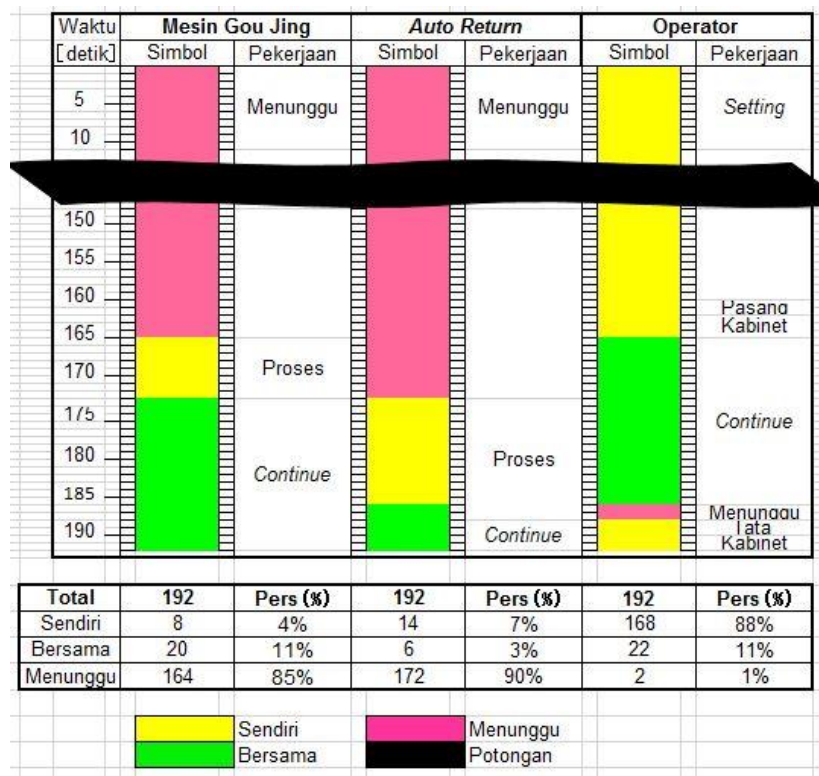 Waktu Mesin Gou Jing Auto Return Operator
[detik] Simbol Pekerjaan Simbol Pekerjaan Simbol Pekerjaan
5 Menunggu Menunggu Setting
10
150
155
160
Pasang
165 Kabinet
170 Proses
175
Continue
180 Proses
Continue
185
Menunggu
190 Continue Tata
Kabinet
Total 192 Pers (%) 192 Pers (%) 192 Pers (%)
Sendiri 8 4% 14 7% 168 88%
Bersama 20 11% 6 3% 22 11%
Menunggu 164 85% 172 90% 2 1%
Sendiri Menunggu
Bersama Potongan